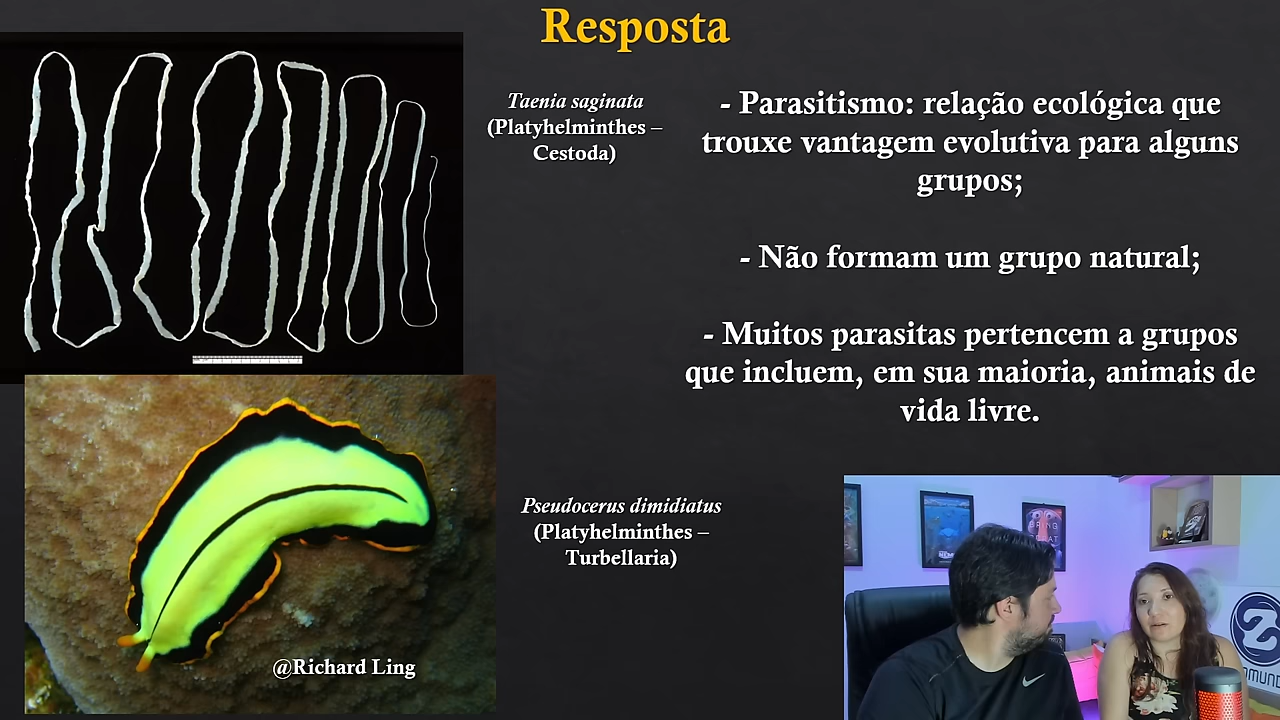 Resposta
Taenia saginata
(Platyhelminthes –
Cestoda)
- Parasitismo: relação ecológica que
trouxe vantagem evolutiva para alguns
grupos;
- Não formam um grupo natural;
- Muitos parasitas pertencem a grupos
que incluem, em sua maioria, animais de
vida livre.
Pseudocerus dimidiatus
(Platyhelminthes –
Turbellaria)
@Richard Ling
BRING